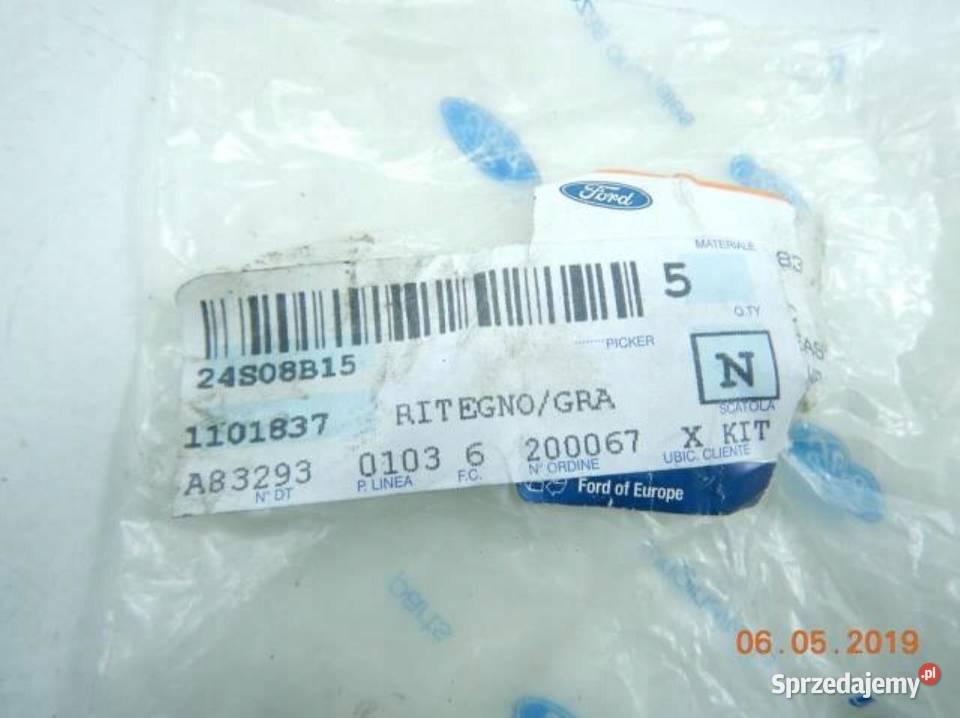 Ford
MATERIALE
83
5
Q.TY
PICKER
24S08B15
N
SCATOLA
1101837
RITEGNO/GRA
A83293 0103 6 200067 X KIT
N° DT P. LINEA F.C. N° ORDINE UBIC. CLIENTE
Ford of Europe
06.05.2019
Sprzedajemy.pl